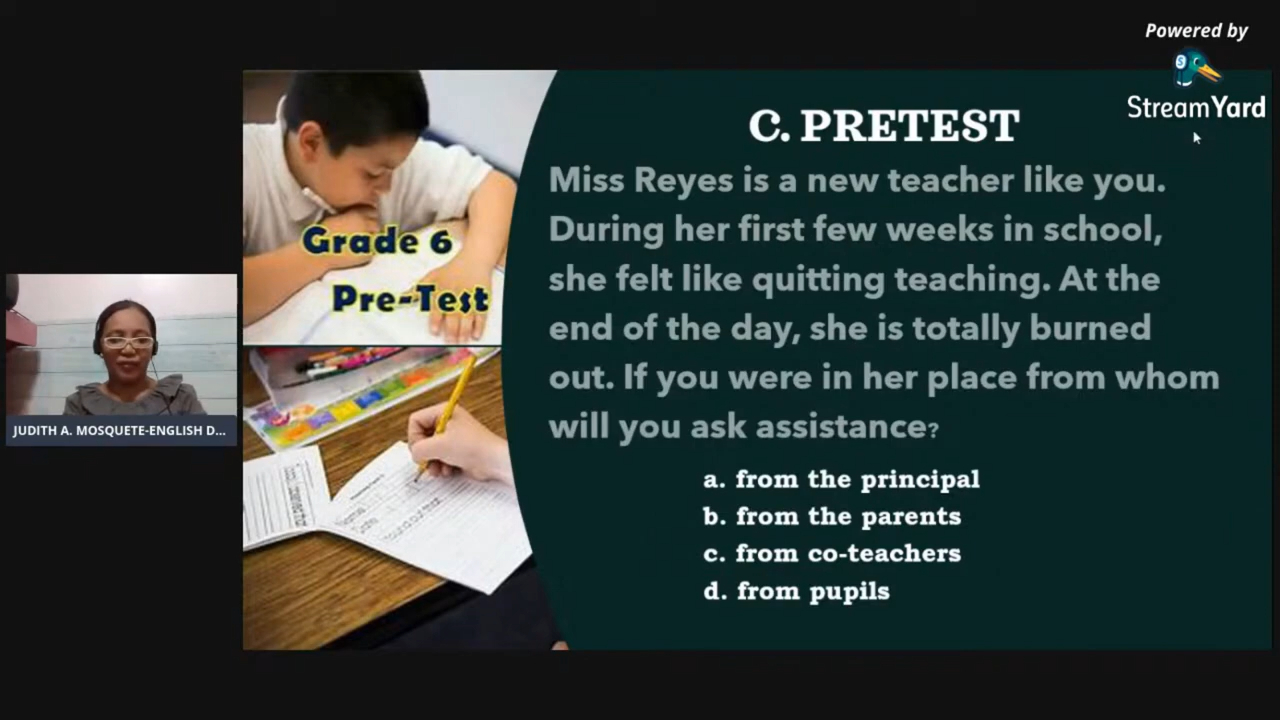 Powered by
StreamYard
C. PRETEST
Miss Reyes is a new teacher like you.
During her first few weeks in school,
she felt like quitting teaching. At the
end of the day, she is totally burned
out. If you were in her place from whom
will you ask assistance?
a. from the principal
b. from the parents
c. from co-teachers
d. from pupils
Grade 6
Pre-Test
JUDITH A. MOSQUETE-ENGLISH D...